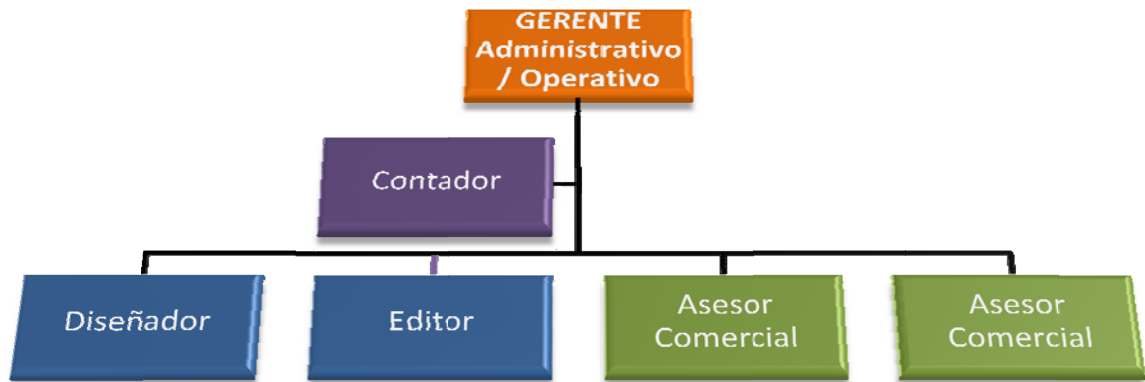 GERENTE
Administrativo
/ Operativo
Contador
Diseñador
Editor
Asesor
Comercial
Asesor
Comercial